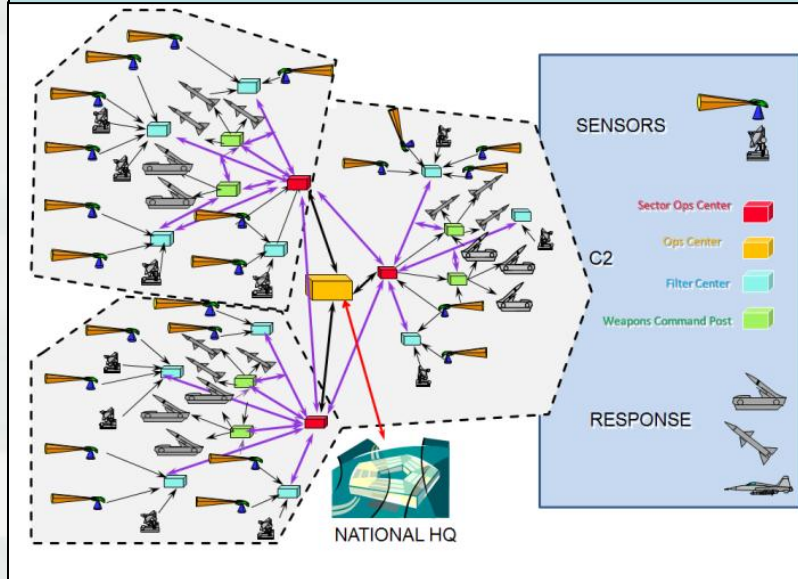 SENSORS
Sector Ops Center
Ops Center
C2
Filter Center
Weapons Command Post
RESPONSE
NATIONAL HQ